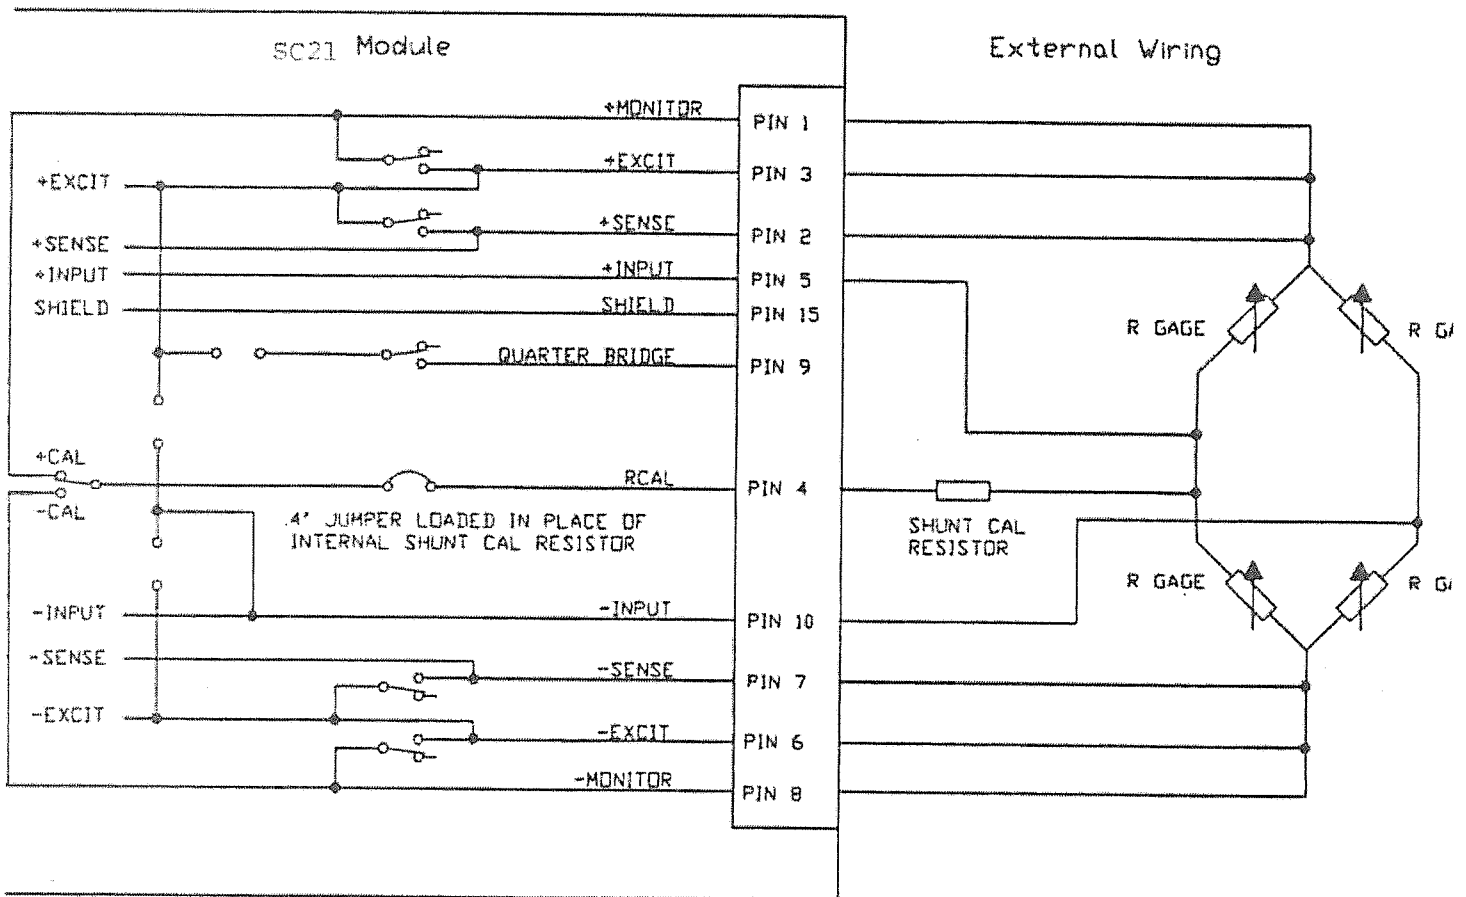 SC21 Module
External Wiring
+MONITOR
PIN 1
+EXCIT
PIN 3
+EXCIT
+SENSE
PIN 2
+SENSE
+INPUT
+INPUT
PIN 5
SHIELD
SHIELD
PIN 15
R GAGE
R GA
QUARTER BRIDGE
PIN 9
+CAL
RCAL
PIN 4
-CAL
.4" JUMPER LOADED IN PLACE OF
INTERNAL SHUNT CAL RESISTOR
SHUNT CAL
RESISTOR
R GAGE
R GA
-INPUT
-INPUT
PIN 10
-SENSE
-SENSE
PIN 7
-EXCIT
-EXCIT
PIN 6
-MONITOR
PIN 8